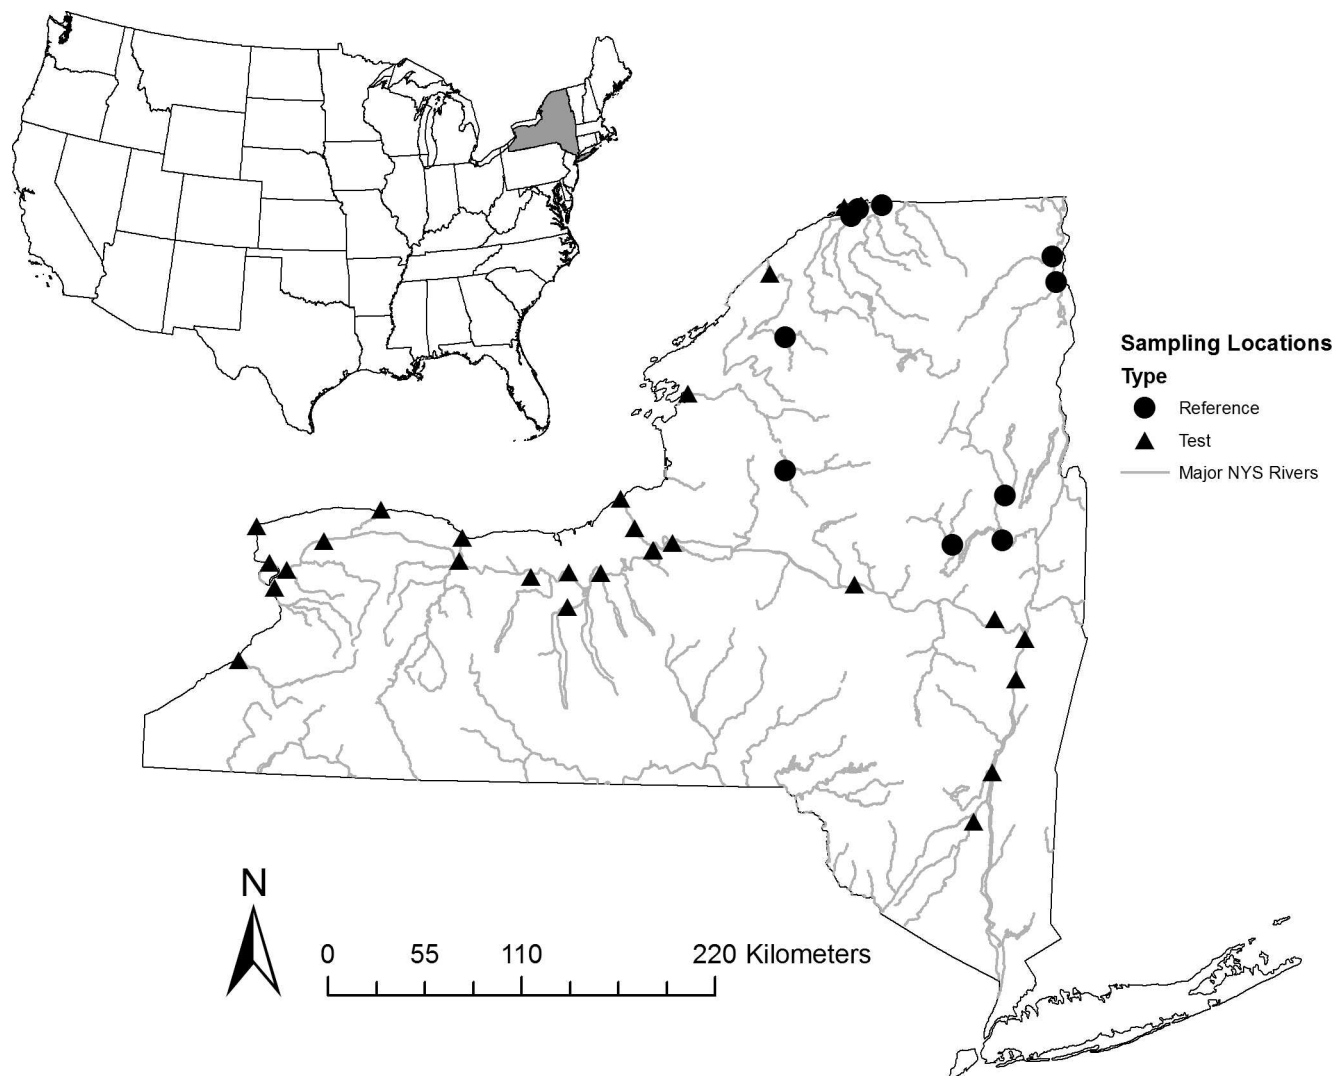 Sampling Locations
Type
Reference
Test
Major NYS Rivers
N
0 55 110 220 Kilometers